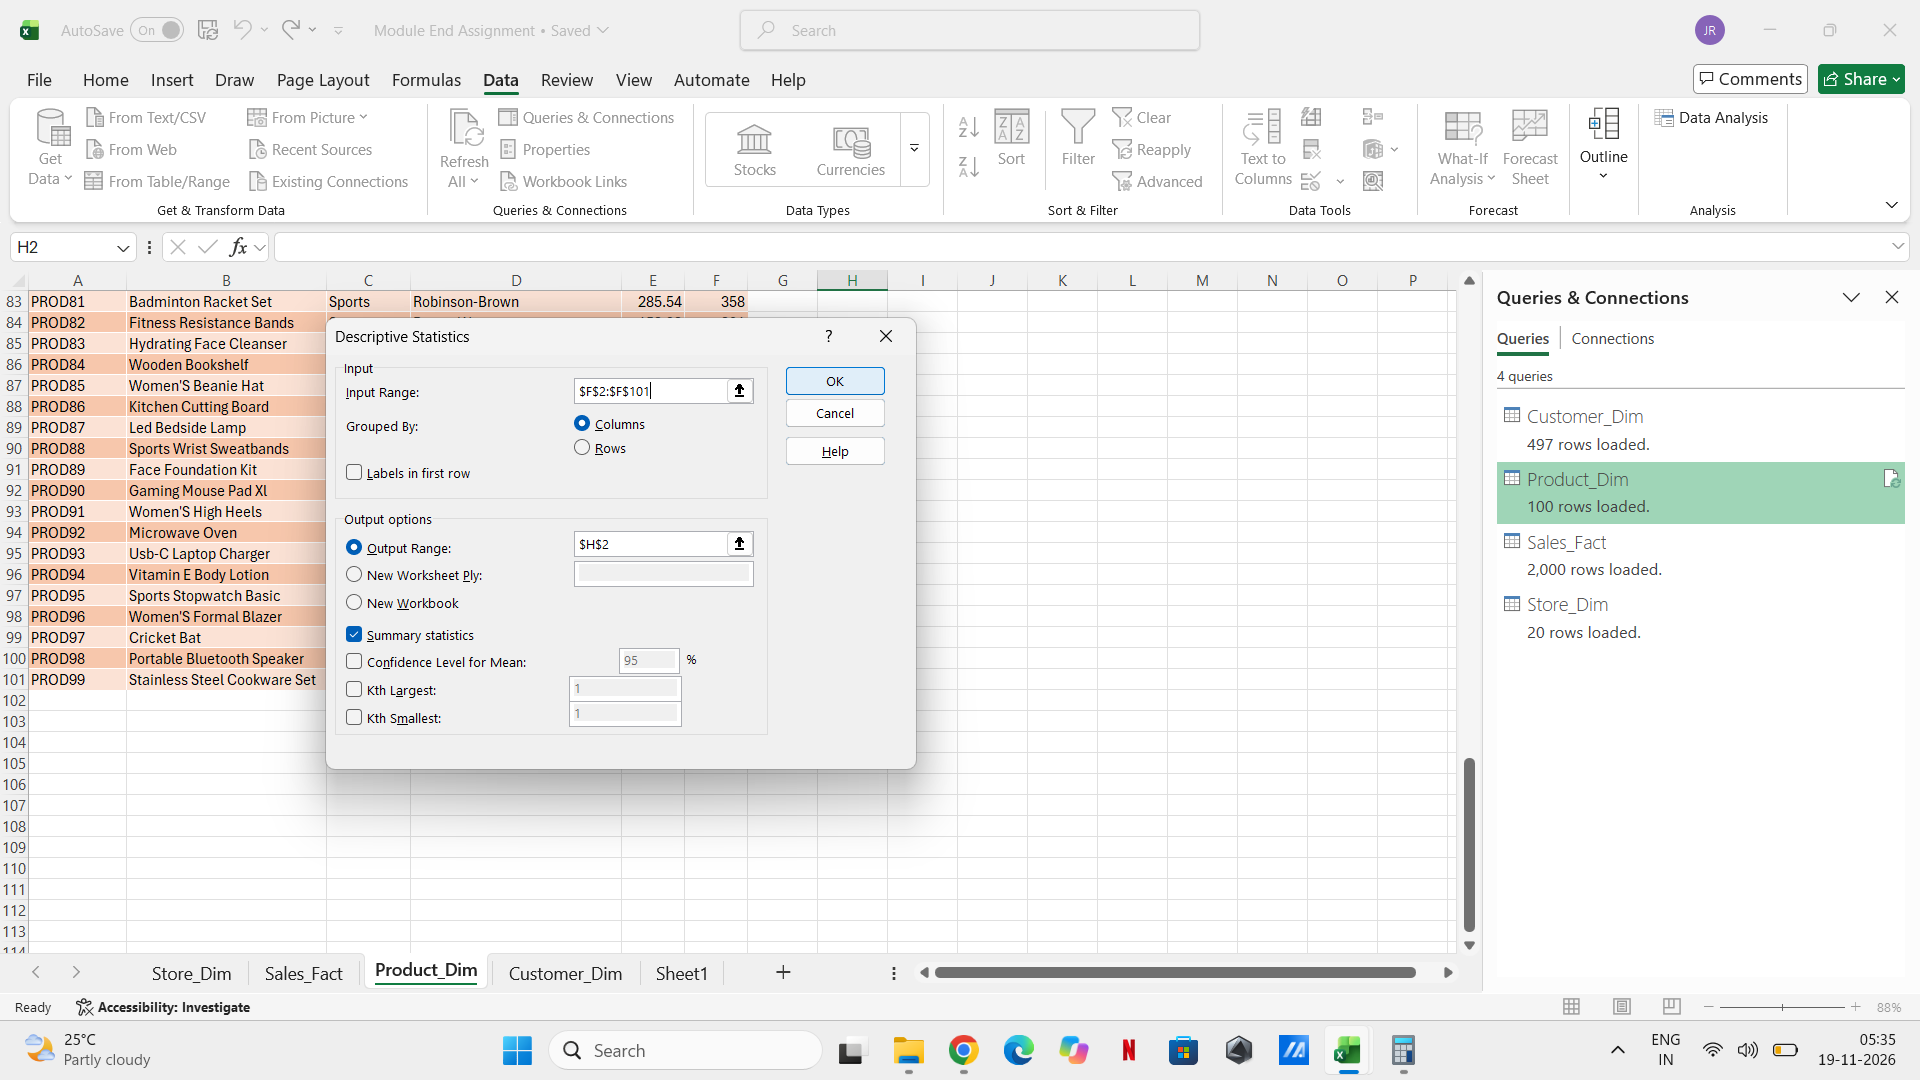 AutoSave On Module End Assignment • Saved Search JR
File Home Insert Draw Page Layout Formulas Data Review View Automate Help Comments Share
Get Data From Text/CSV From Web From Table/Range From Picture Recent Sources Existing Connections
Get & Transform Data
Refresh All Queries & Connections Properties Workbook Links
Queries & Connections
Stocks Currencies
Data Types
Sort Filter Clear Reapply Advanced
Sort & Filter
Text to Columns
Data Tools
What-If Analysis Forecast Sheet
Forecast
Outline
Data Analysis
Analysis
H2 fx
A B C D E F G H I J K L M N O P
83 PROD81 Badminton Racket Set Sports Robinson-Brown 285.54 358
84 PROD82 Fitness Resistance Bands
85 PROD83 Hydrating Face Cleanser
86 PROD84 Wooden Bookshelf
87 PROD85 Women'S Beanie Hat
88 PROD86 Kitchen Cutting Board
89 PROD87 Led Bedside Lamp
90 PROD88 Sports Wrist Sweatbands
91 PROD89 Face Foundation Kit
92 PROD90 Gaming Mouse Pad Xl
93 PROD91 Women'S High Heels
94 PROD92 Microwave Oven
95 PROD93 Usb-C Laptop Charger
96 PROD94 Vitamin E Body Lotion
97 PROD95 Sports Stopwatch Basic
98 PROD96 Women'S Formal Blazer
99 PROD97 Cricket Bat
100 PROD98 Portable Bluetooth Speaker
101 PROD99 Stainless Steel Cookware Set
102
103
104
105
106
107
108
109
110
111
112
113
114
Descriptive Statistics ?
Input
Input Range: $F$2:$F$101
Grouped By: Columns
Rows
Labels in first row
OK
Cancel
Help
Output options
Output Range: $H$2
New Worksheet Ply:
New Workbook
Summary statistics
Confidence Level for Mean: 95 %
Kth Largest: 1
Kth Smallest: 1
Queries & Connections
Queries Connections
4 queries
Customer_Dim
497 rows loaded.
Product_Dim
100 rows loaded.
Sales_Fact
2,000 rows loaded.
Store_Dim
20 rows loaded.
Store_Dim Sales_Fact Product_Dim Customer_Dim Sheet1
Ready Accessibility: Investigate 88%
25°C
Partly cloudy
Search
ENG
IN
05:35
19-11-2026